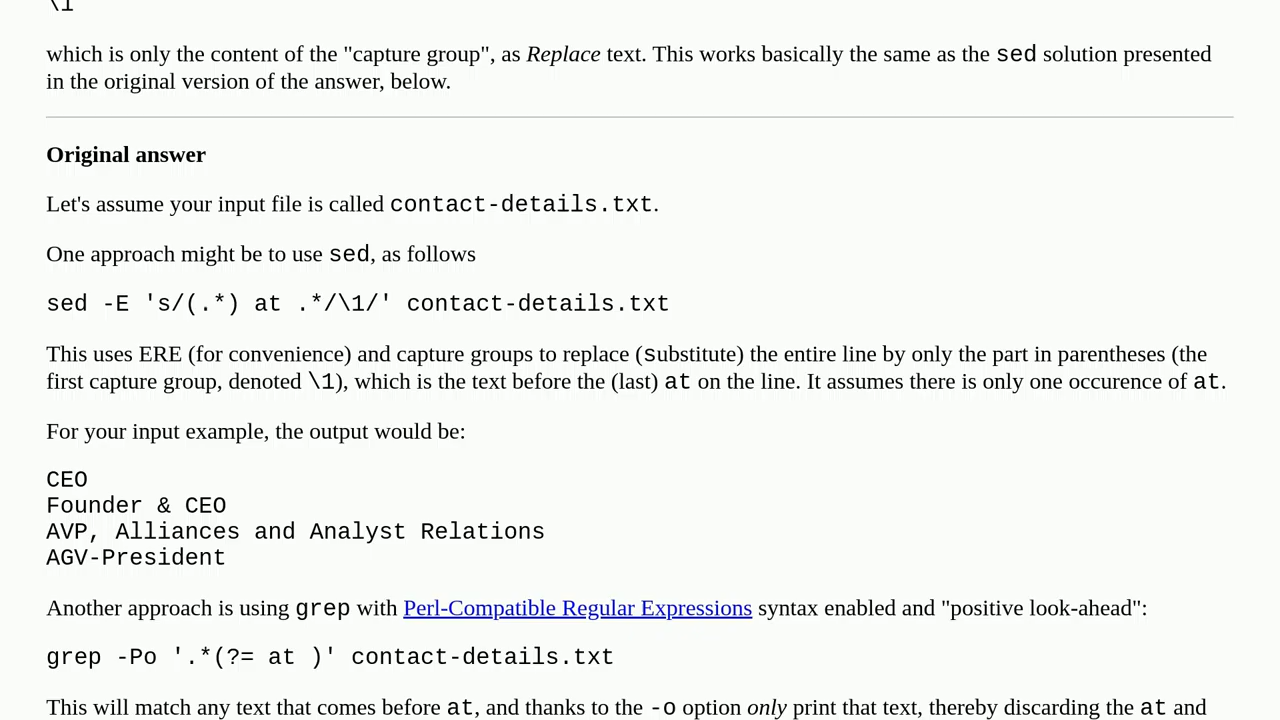 \1
which is only the content of the "capture group", as Replace text. This works basically the same as the sed solution presented
in the original version of the answer, below.
Original answer
Let's assume your input file is called contact-details.txt.
One approach might be to use sed, as follows
sed -E 's/(.*) at .*/\1/' contact-details.txt
This uses ERE (for convenience) and capture groups to replace (substitute) the entire line by only the part in parentheses (the
first capture group, denoted \1), which is the text before the (last) at on the line. It assumes there is only one occurence of at.
For your input example, the output would be:
CEO
Founder & CEO
AVP, Alliances and Analyst Relations
AGV-President
Another approach is using grep with Perl-Compatible Regular Expressions syntax enabled and "positive look-ahead":
grep -Po '.*(?= at )' contact-details.txt
This will match any text that comes before at, and thanks to the -o option only print that text, thereby discarding the at and